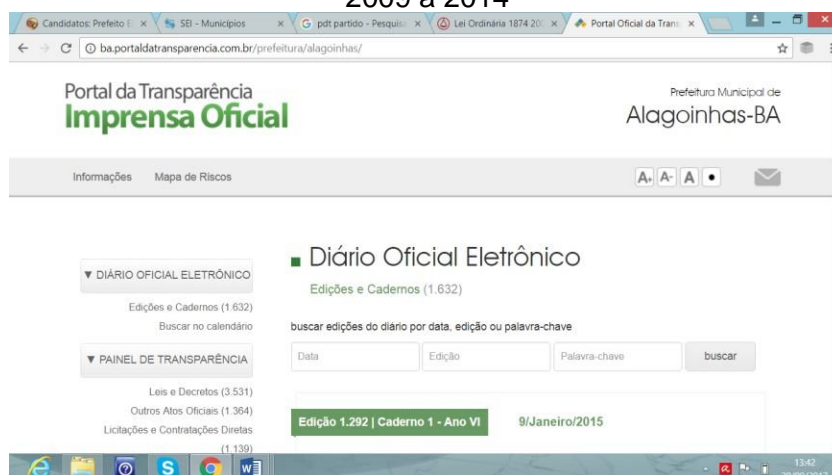 2009 a 2014
Candidatos: Prefeito E
SEI - Municípios
pdt partido - Pesquis
Lei Ordinária 1874 20
Portal Oficial da Trans
ba.portaldatransparencia.com.br/prefeitura/alagoinhas/
Portal da Transparência
Imprensa Oficial
Prefeitura Municipal de
Alagoinhas-BA
Informações Mapa de Riscos
A+ A- A
Diário Oficial Eletrônico
▼ DIÁRIO OFICIAL ELETRÔNICO
Edições e Cadernos (1.632)
Edições e Cadernos (1.632)
Buscar no calendário
buscar edições do diário por data, edição ou palavra-chave
▼ PAINEL DE TRANSPARÊNCIA
Data Edição Palavra-chave buscar
Leis e Decretos (3.531)
Outros Atos Oficiais (1.364)
Licitações e Contratações Diretas
(1.139)
Edição 1.292 | Caderno 1 - Ano VI 9/Janeiro/2015
13:42